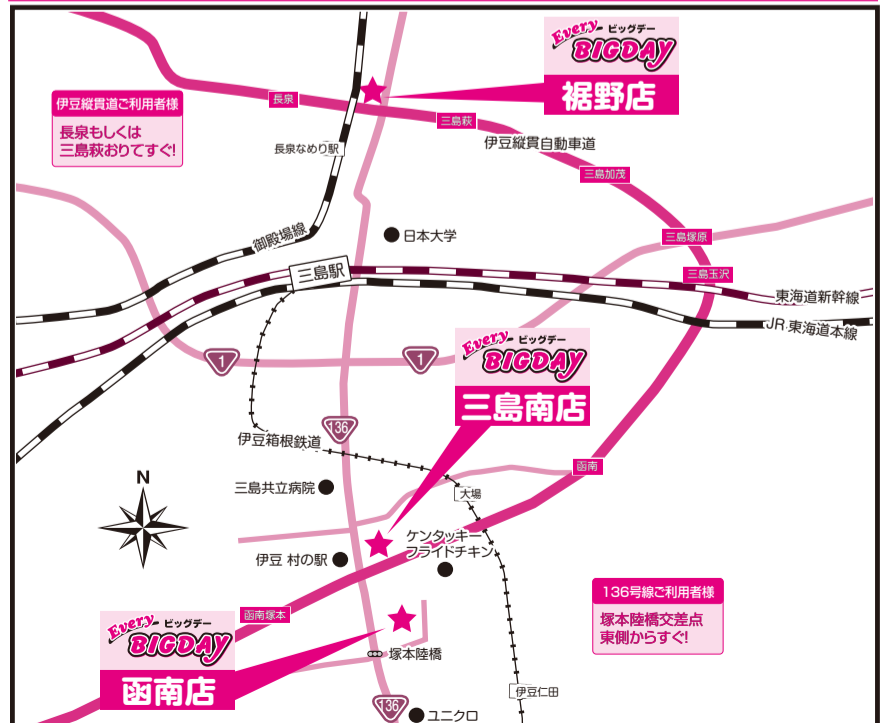 Every ビッグデー
BIGDAY
裾野店
伊豆縦貫道ご利用者様
長泉もしくは
三島萩おりてすぐ!
長泉
三島萩
伊豆縦貫自動車道
長泉なめり駅
三島加茂
御殿場線
日本大学
三島塚原
三島駅
三島玉沢
東海道新幹線
JR 東海道本線
1
1
Every ビッグデー
BIGDAY
三島南店
136
伊豆箱根鉄道
函南
三島共立病院
大場
N
ケンタッキー
フライドチキン
伊豆 村の駅
136号線ご利用者様
塚本陸橋交差点
東側からすぐ!
函南塚本
Every ビッグデー
BIGDAY
函南店
塚本陸橋
伊豆仁田
136
ユニクロ